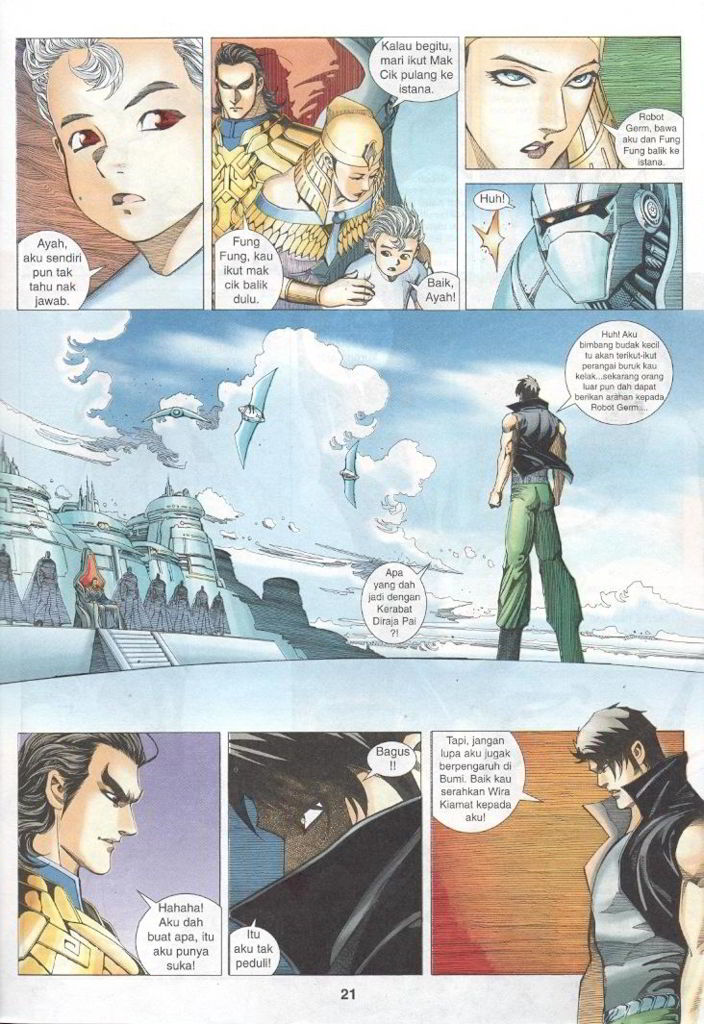 Ayah,
aku sendiri
pun tak
tahu nak
jawab.
Kalau begitu,
mari ikut Mak
Cik pulang ke
istana.
Fung
Fung, kau
ikut mak
cik balik
dulu.
Baik,
Ayah!
Robot
Germ, bawa
aku dan Fung
Fung balik ke
istana.
Huh!
Huh! Aku
bimbang budak kecil
tu akan terikut-ikut
perangai buruk kau
kelak...sekarang orang
luar pun dah dapat
berikan arahan kepada
Robot Germ....
Apa
yang dah
jadi dengan
Kerabat
Diraja Pai
?!
Hahaha!
Aku dah
buat apa, itu
aku punya
suka!
Bagus
!!
Itu
aku tak
peduli!
Tapi, jangan
lupa aku jugak
berpengaruh di
Bumi. Baik kau
serahkan Wira
Kiamat kepada
aku!
21